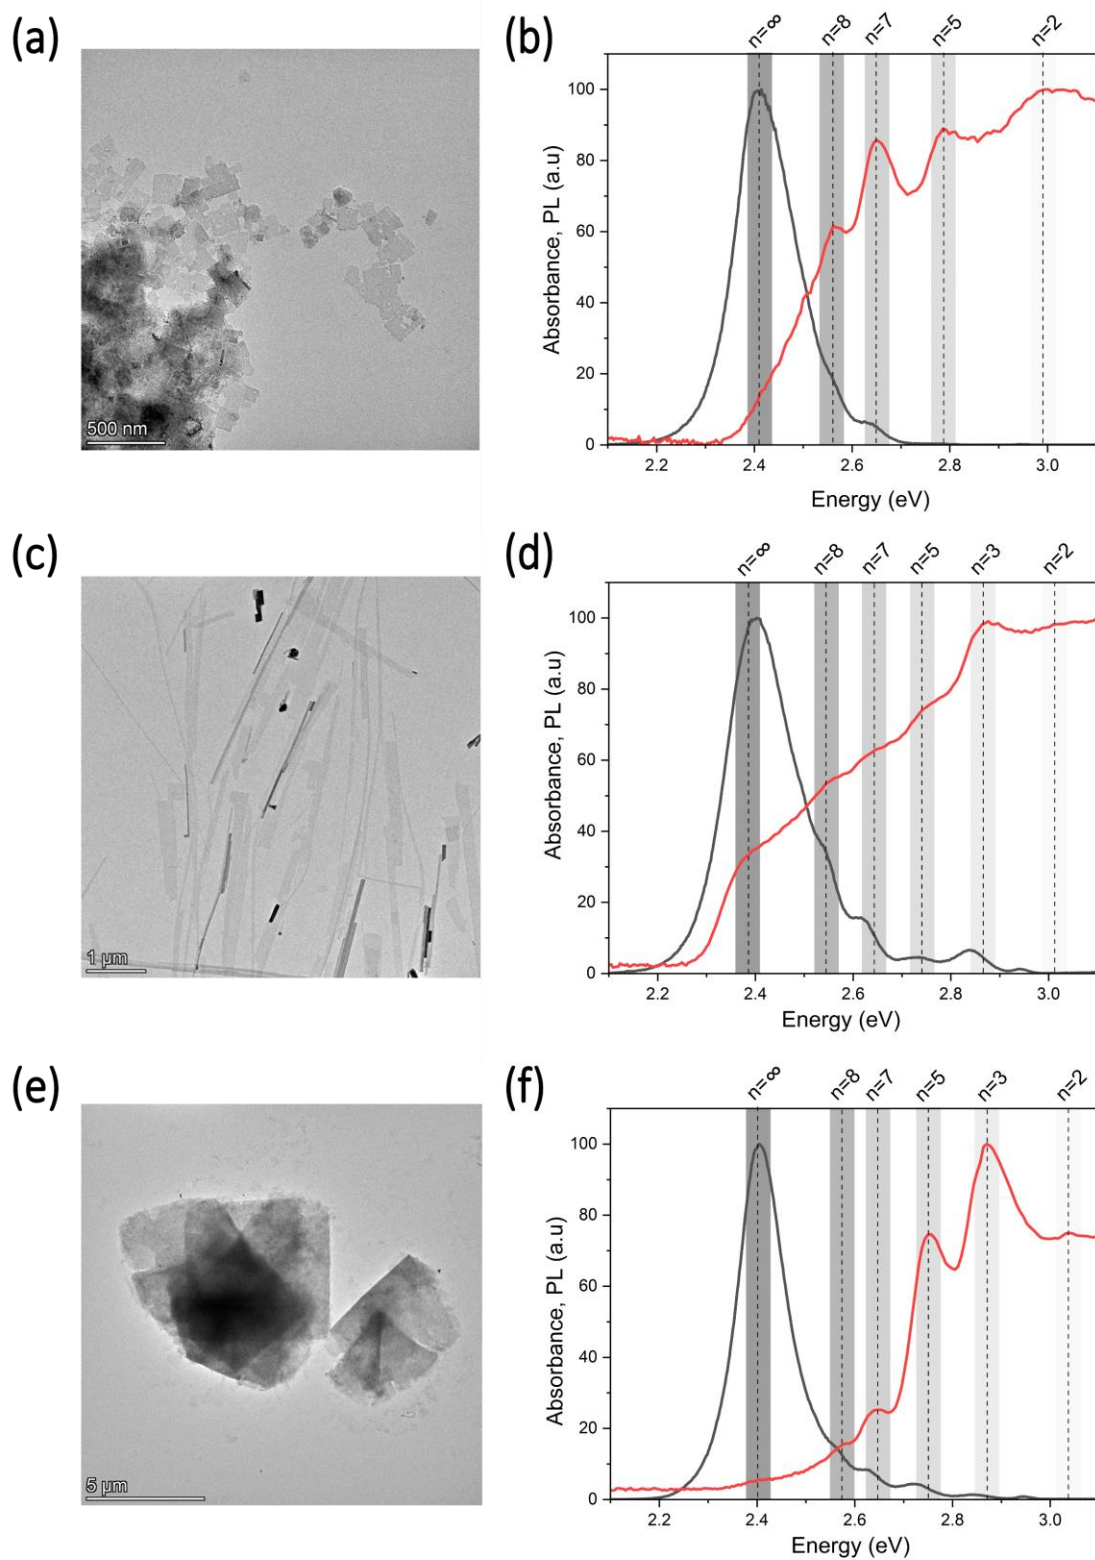 (a)
500 nm
(b)
n=∞
n=8
n=7
n=5
n=2
Absorbance, PL (a.u)
100
80
60
40
20
0
2.2
2.4
2.6
2.8
3.0
Energy (eV)
(c)
1 µm
(d)
n=∞
n=8
n=7
n=5
n=3
n=2
Absorbance, PL (a.u)
100
80
60
40
20
0
2.2
2.4
2.6
2.8
3.0
Energy (eV)
(e)
5 µm
(f)
n=∞
n=8
n=7
n=5
n=3
n=2
Absorbance, PL (a.u)
100
80
60
40
20
0
2.2
2.4
2.6
2.8
3.0
Energy (eV)